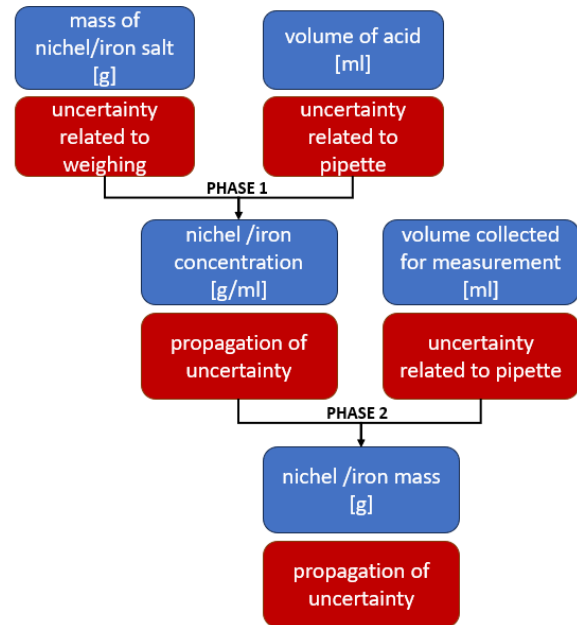 mass of
nichel/iron salt
[g]
volume of acid
[ml]
uncertainty
related to
weighing
uncertainty
related to
pipette
PHASE 1
nichel /iron
concentration
[g/ml]
volume collected
for measurement
[ml]
propagation of
uncertainty
uncertainty
related to pipette
PHASE 2
nichel /iron mass
[g]
propagation of
uncertainty